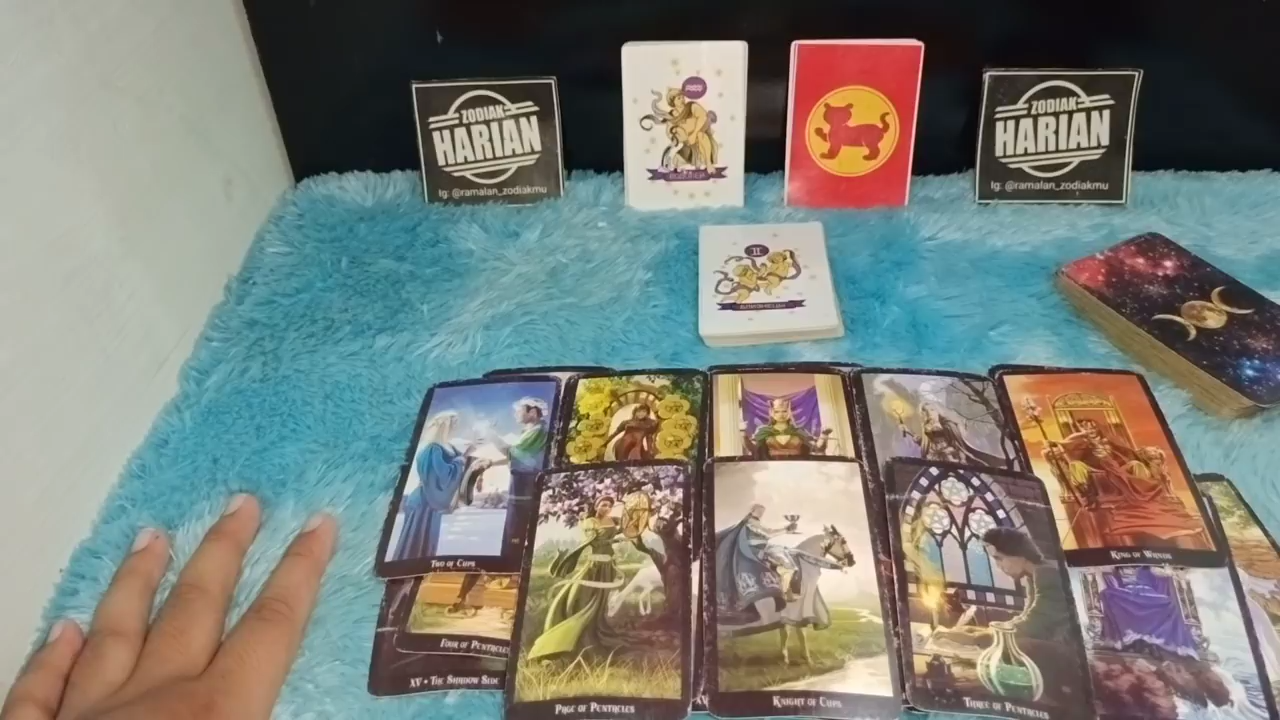 ZODIAK
HARIAN
Ig: @ramalan_zodiakmu
ZODIAK
HARIAN
Ig: @ramalan_zodiakmu
II
TWO OF CUPS
KING OF WANDS
FOUR OF PENTACLES
XV • THE SHADOW SIDE
PAGE OF PENTACLES
KNIGHT OF CUPS
THREE OF PENTACLES